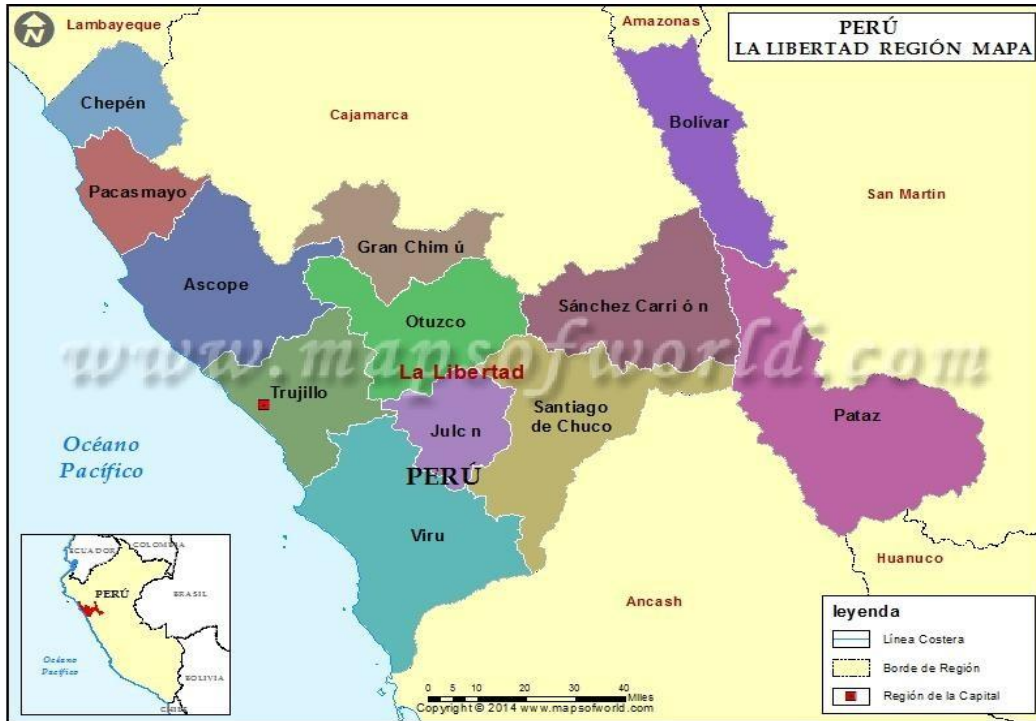 PERÚ
LA LIBERTAD REGIÓN MAPA
N
Lambayeque
Amazonas
Chepén
Cajamarca
Bolívar
Pacasmayo
San Martin
Gran Chim ú
Ascope
Sánchez Carri ó n
Otuzco
www.mapsofworld.com
La Libertad
Trujillo
Santiago
de Chuco
Pataz
Julc n
Océano
Pacífico
PERÚ
Viru
Huanuco
Ancash
ECUADOR
COLOMBIA
PERÚ
BRASIL
Océano
Pacífico
BOLIVIA
CHILE
leyenda
Línea Costera
Borde de Región
Región de la Capital
0 5 10 20 30 40
Miles
Copyright © 2014 www.mapsofworld.com